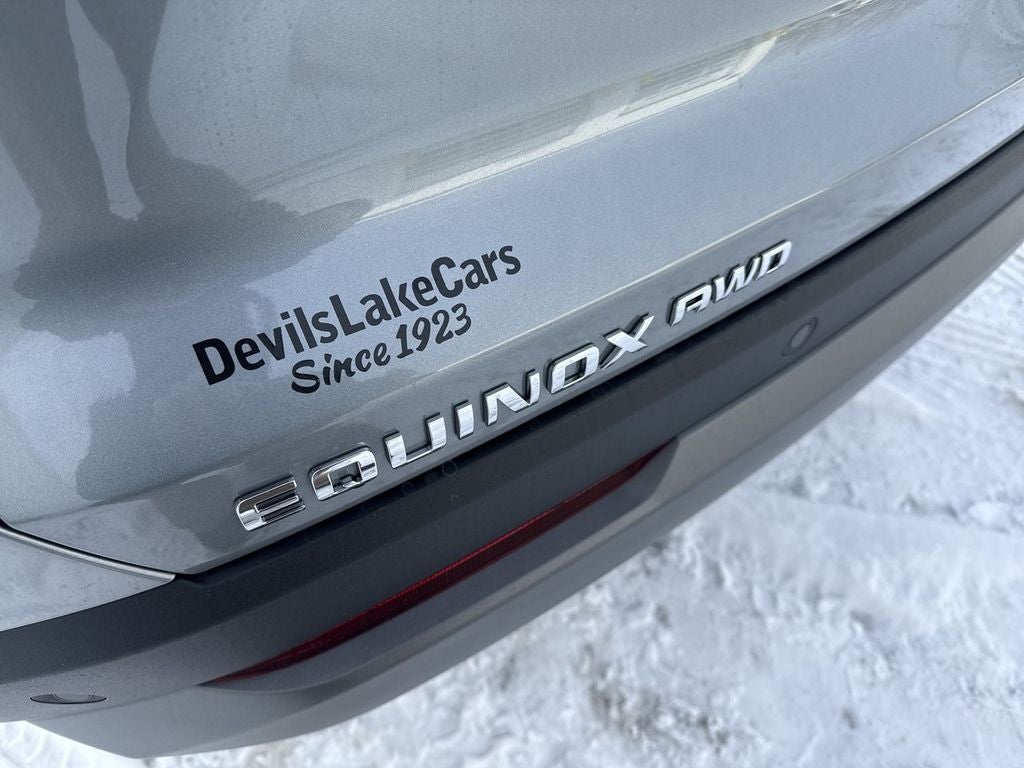 DevilsLakeCars
Since 1923
EQUINOX AWD